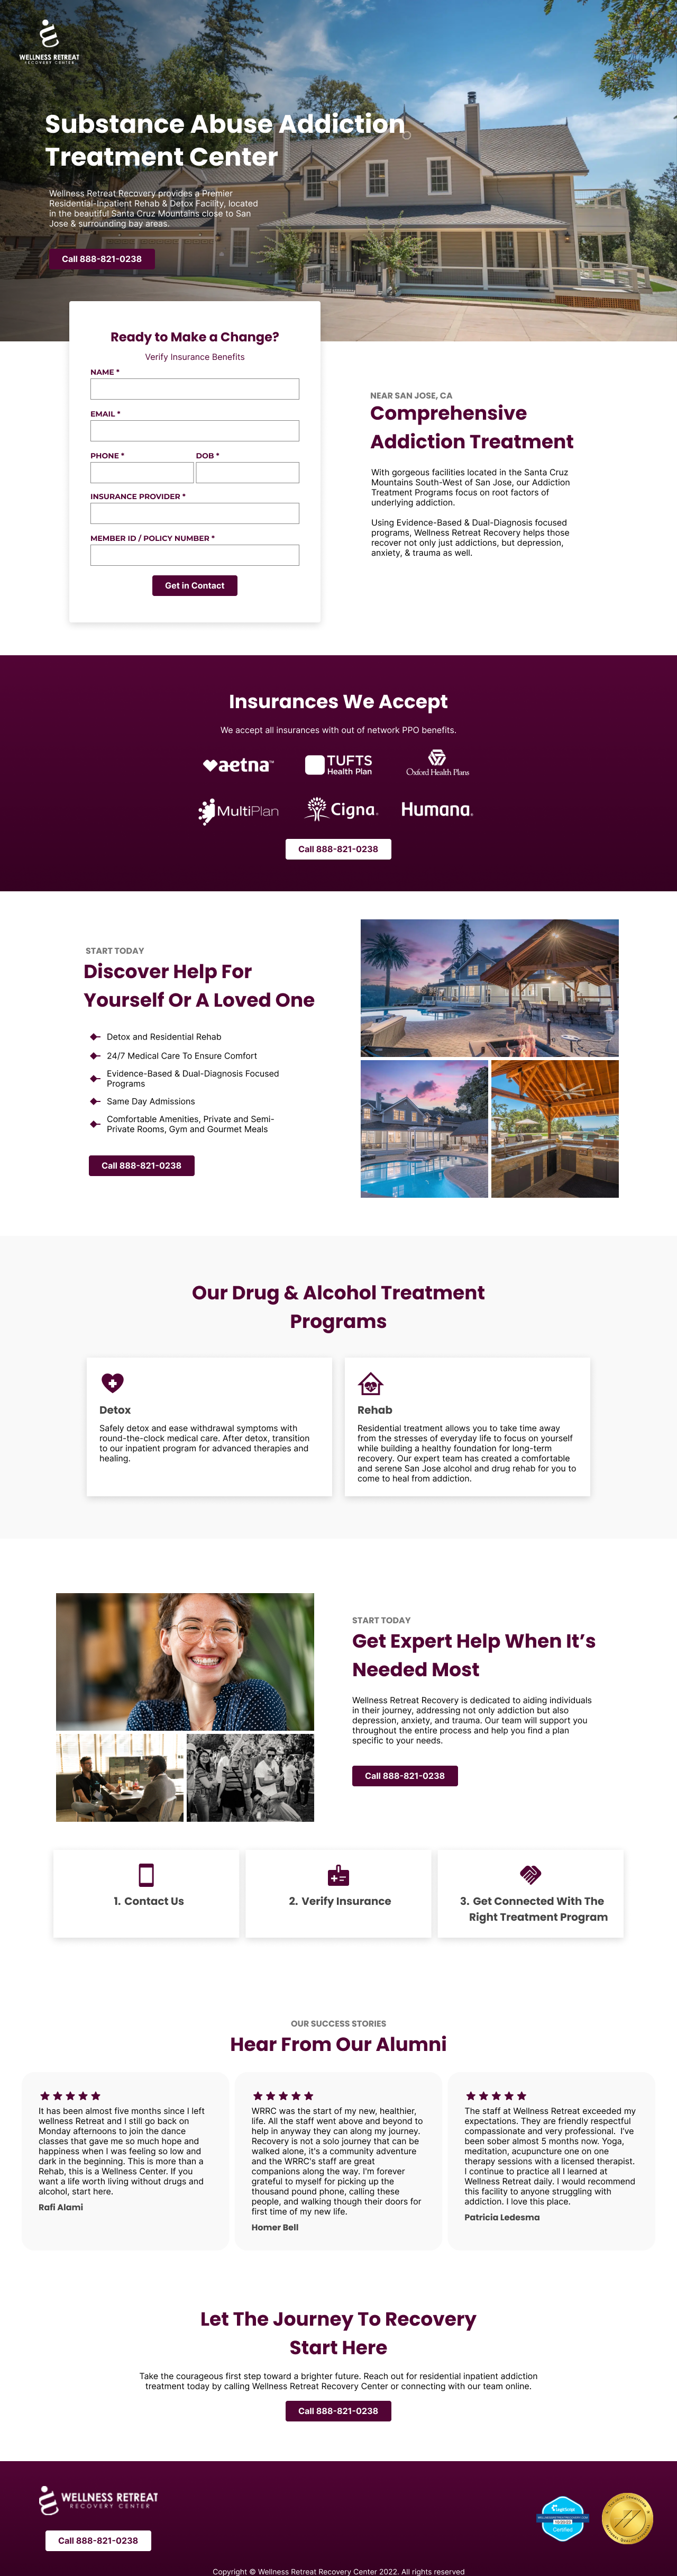 WELLNESS RETREAT
RECOVERY CENTER
Substance Abuse Addiction
Treatment Center
Wellness Retreat Recovery provides a Premier
Residential-Inpatient Rehab & Detox Facility, located
in the beautiful Santa Cruz Mountains close to San
Jose & surrounding bay areas.
Call 888-821-0238
Ready to Make a Change?
Verify Insurance Benefits
NAME *
EMAIL *
PHONE * DOB *
INSURANCE PROVIDER *
MEMBER ID / POLICY NUMBER *
Get in Contact
NEAR SAN JOSE, CA
Comprehensive
Addiction Treatment
With gorgeous facilities located in the Santa Cruz
Mountains South-West of San Jose, our Addiction
Treatment Programs focus on root factors of
underlying addiction.
Using Evidence-Based & Dual-Diagnosis focused
programs, Wellness Retreat Recovery helps those
recover not only just addictions, but depression,
anxiety, & trauma as well.
Insurances We Accept
We accept all insurances with out of network PPO benefits.
aetna™
TUFTS
Health Plan
Oxford Health Plans
MultiPlan
Cigna®
Humana®
Call 888-821-0238
START TODAY
Discover Help For
Yourself Or A Loved One
Detox and Residential Rehab
24/7 Medical Care To Ensure Comfort
Evidence-Based & Dual-Diagnosis Focused
Programs
Same Day Admissions
Comfortable Amenities, Private and Semi-
Private Rooms, Gym and Gourmet Meals
Call 888-821-0238
Our Drug & Alcohol Treatment
Programs
Detox
Safely detox and ease withdrawal symptoms with
round-the-clock medical care. After detox, transition
to our inpatient program for advanced therapies and
healing.
Rehab
Residential treatment allows you to take time away
from the stresses of everyday life to focus on yourself
while building a healthy foundation for long-term
recovery. Our expert team has created a comfortable
and serene San Jose alcohol and drug rehab for you to
come to heal from addiction.
START TODAY
Get Expert Help When It’s
Needed Most
Wellness Retreat Recovery is dedicated to aiding individuals
in their journey, addressing not only addiction but also
depression, anxiety, and trauma. Our team will support you
throughout the entire process and help you find a plan
specific to your needs.
Call 888-821-0238
1. Contact Us
2. Verify Insurance
3. Get Connected With The
Right Treatment Program
OUR SUCCESS STORIES
Hear From Our Alumni
It has been almost five months since I left
wellness Retreat and I still go back on
Monday afternoons to join the dance
classes that gave me so much hope and
happiness when I was feeling so low and
dark in the beginning. This is more than a
Rehab, this is a Wellness Center. If you
want a life worth living without drugs and
alcohol, start here.
Rafi Alami
WRRC was the start of my new, healthier,
life. All the staff went above and beyond to
help in anyway they can along my journey.
Recovery is not a solo journey that can be
walked alone, it's a community adventure
and the WRRC's staff are great
companions along the way. I'm forever
grateful to myself for picking up the
thousand pound phone, calling these
people, and walking though their doors for
first time of my new life.
Homer Bell
The staff at Wellness Retreat exceeded my
expectations. They are friendly respectful
compassionate and very professional. I've
been sober almost 5 months now. Yoga,
meditation, acupuncture one on one
therapy sessions with a licensed therapist.
I continue to practice all I learned at
Wellness Retreat daily. I would recommend
this facility to anyone struggling with
addiction. I love this place.
Patricia Ledesma
Let The Journey To Recovery
Start Here
Take the courageous first step toward a brighter future. Reach out for residential inpatient addiction
treatment today by calling Wellness Retreat Recovery Center or connecting with our team online.
Call 888-821-0238
WELLNESS RETREAT
RECOVERY CENTER
Call 888-821-0238
LegitScript
Certified
Copyright © Wellness Retreat Recovery Center 2022. All rights reserved